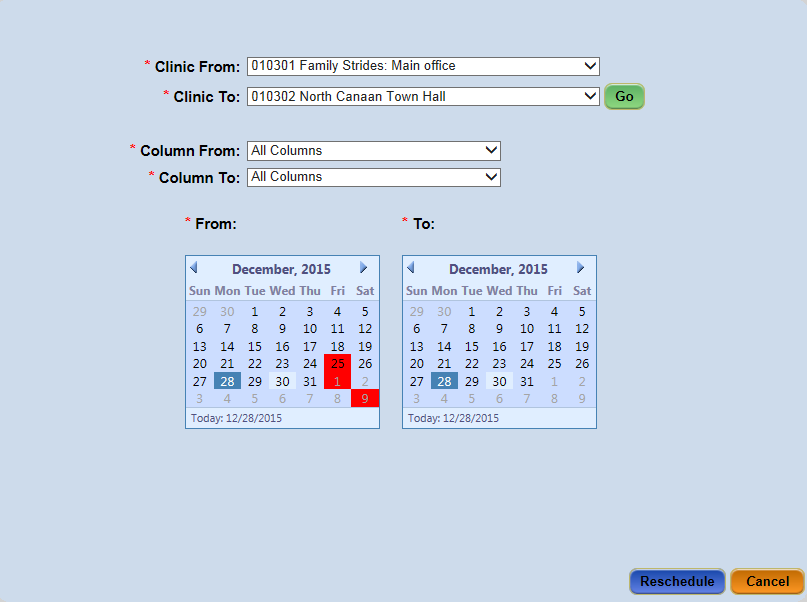 * Clinic From: 010301 Family Strides: Main office
* Clinic To: 010302 North Canaan Town Hall Go
* Column From: All Columns
* Column To: All Columns
* From:
December, 2015
Sun Mon Tue Wed Thu Fri Sat
29 30 1 2 3 4 5
6 7 8 9 10 11 12
13 14 15 16 17 18 19
20 21 22 23 24 25 26
27 28 29 30 31 1 2
3 4 5 6 7 8 9
Today: 12/28/2015
* To:
December, 2015
Sun Mon Tue Wed Thu Fri Sat
29 30 1 2 3 4 5
6 7 8 9 10 11 12
13 14 15 16 17 18 19
20 21 22 23 24 25 26
27 28 29 30 31 1 2
3 4 5 6 7 8 9
Today: 12/28/2015
Reschedule Cancel